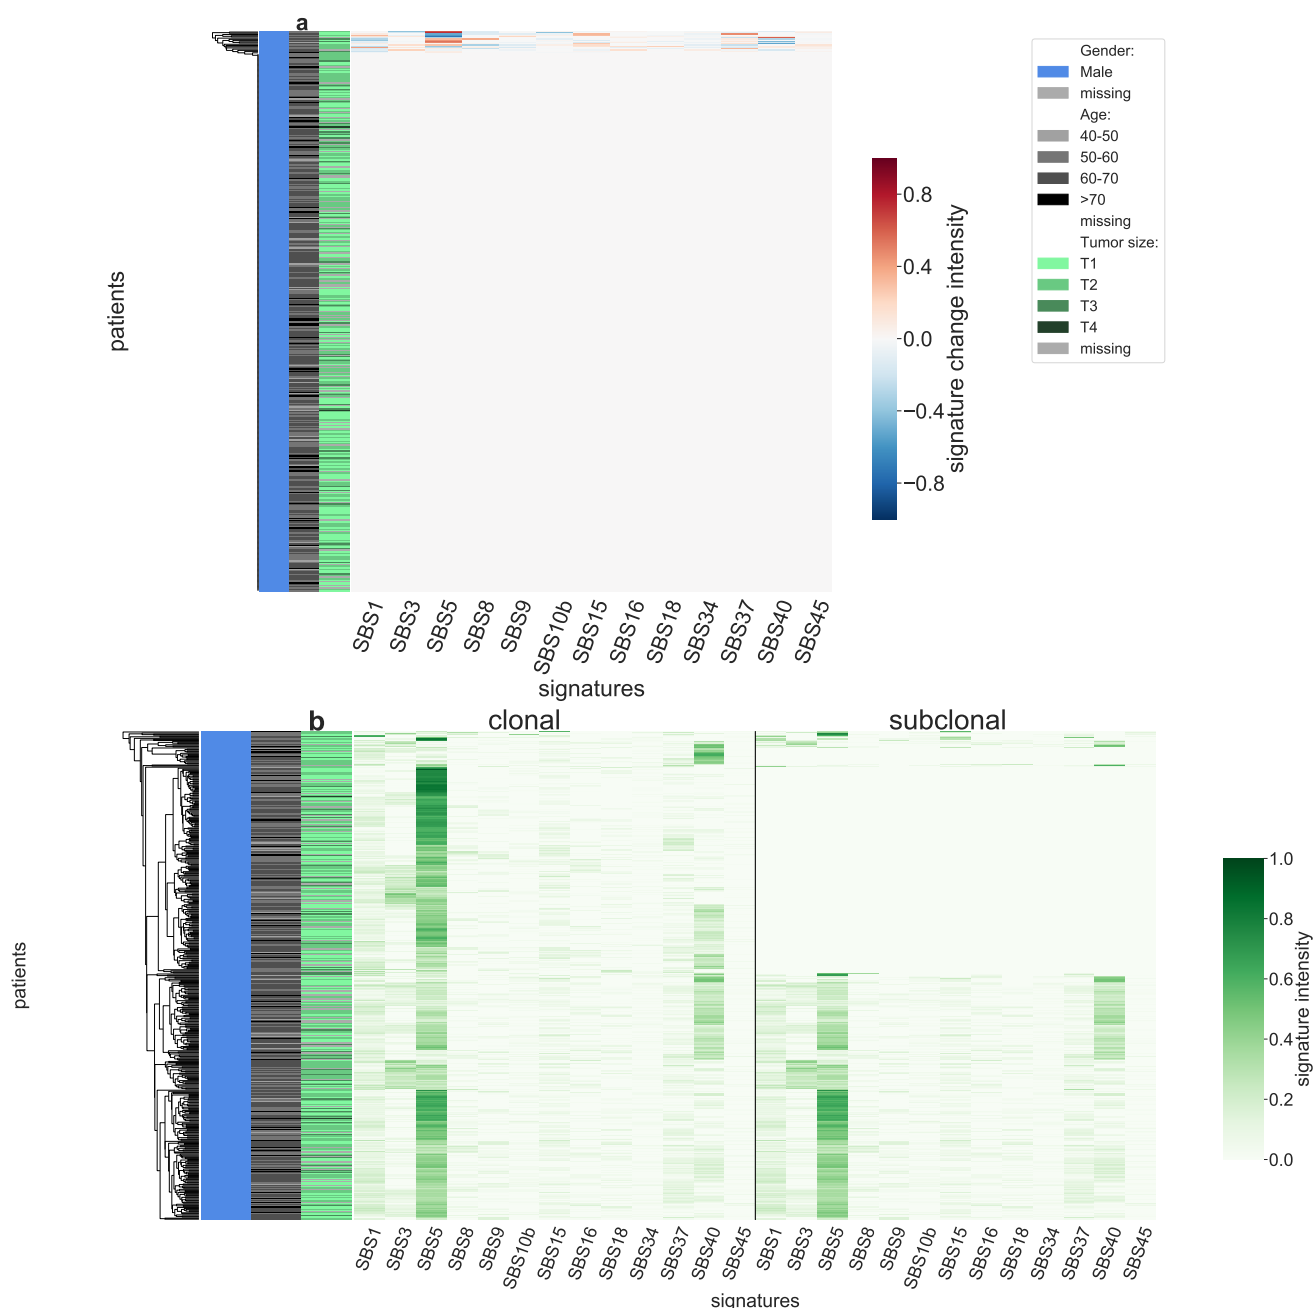 a
patients
SBS1
SBS3
SBS5
SBS8
SBS9
SBS10b
SBS15
SBS16
SBS18
SBS34
SBS37
SBS40
SBS45
signatures
0.8
0.4
0.0
−0.4
−0.8
signature change intensity
Gender:
Male
missing
Age:
40-50
50-60
60-70
>70
missing
Tumor size:
T1
T2
T3
T4
missing
b
clonal
subclonal
patients
SBS1
SBS3
SBS5
SBS8
SBS9
SBS10b
SBS15
SBS16
SBS18
SBS34
SBS37
SBS40
SBS45
SBS1
SBS3
SBS5
SBS8
SBS9
SBS10b
SBS15
SBS16
SBS18
SBS34
SBS37
SBS40
SBS45
signatures
1.0
0.8
0.6
0.4
0.2
0.0
signature intensity